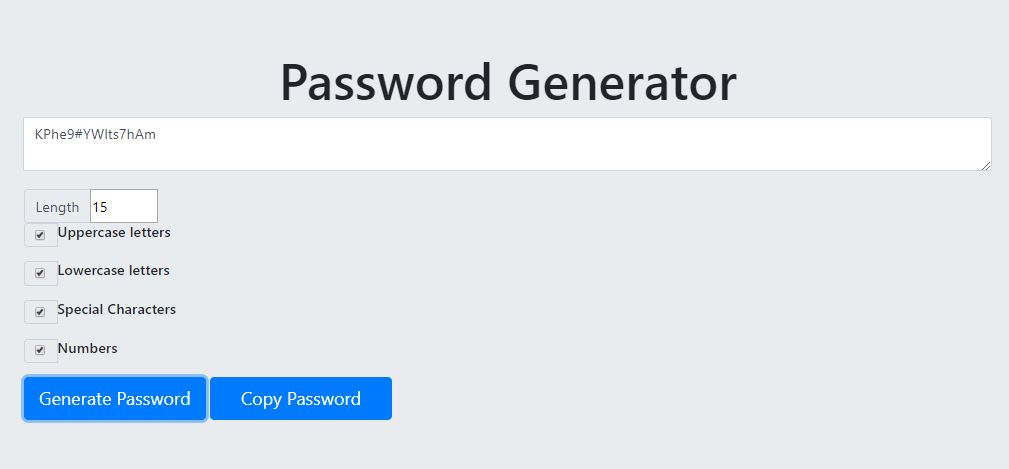 Password Generator
KPhe9#YWIts7hAm
Length 15
Uppercase letters
Lowercase letters
Special Characters
Numbers
Generate Password Copy Password